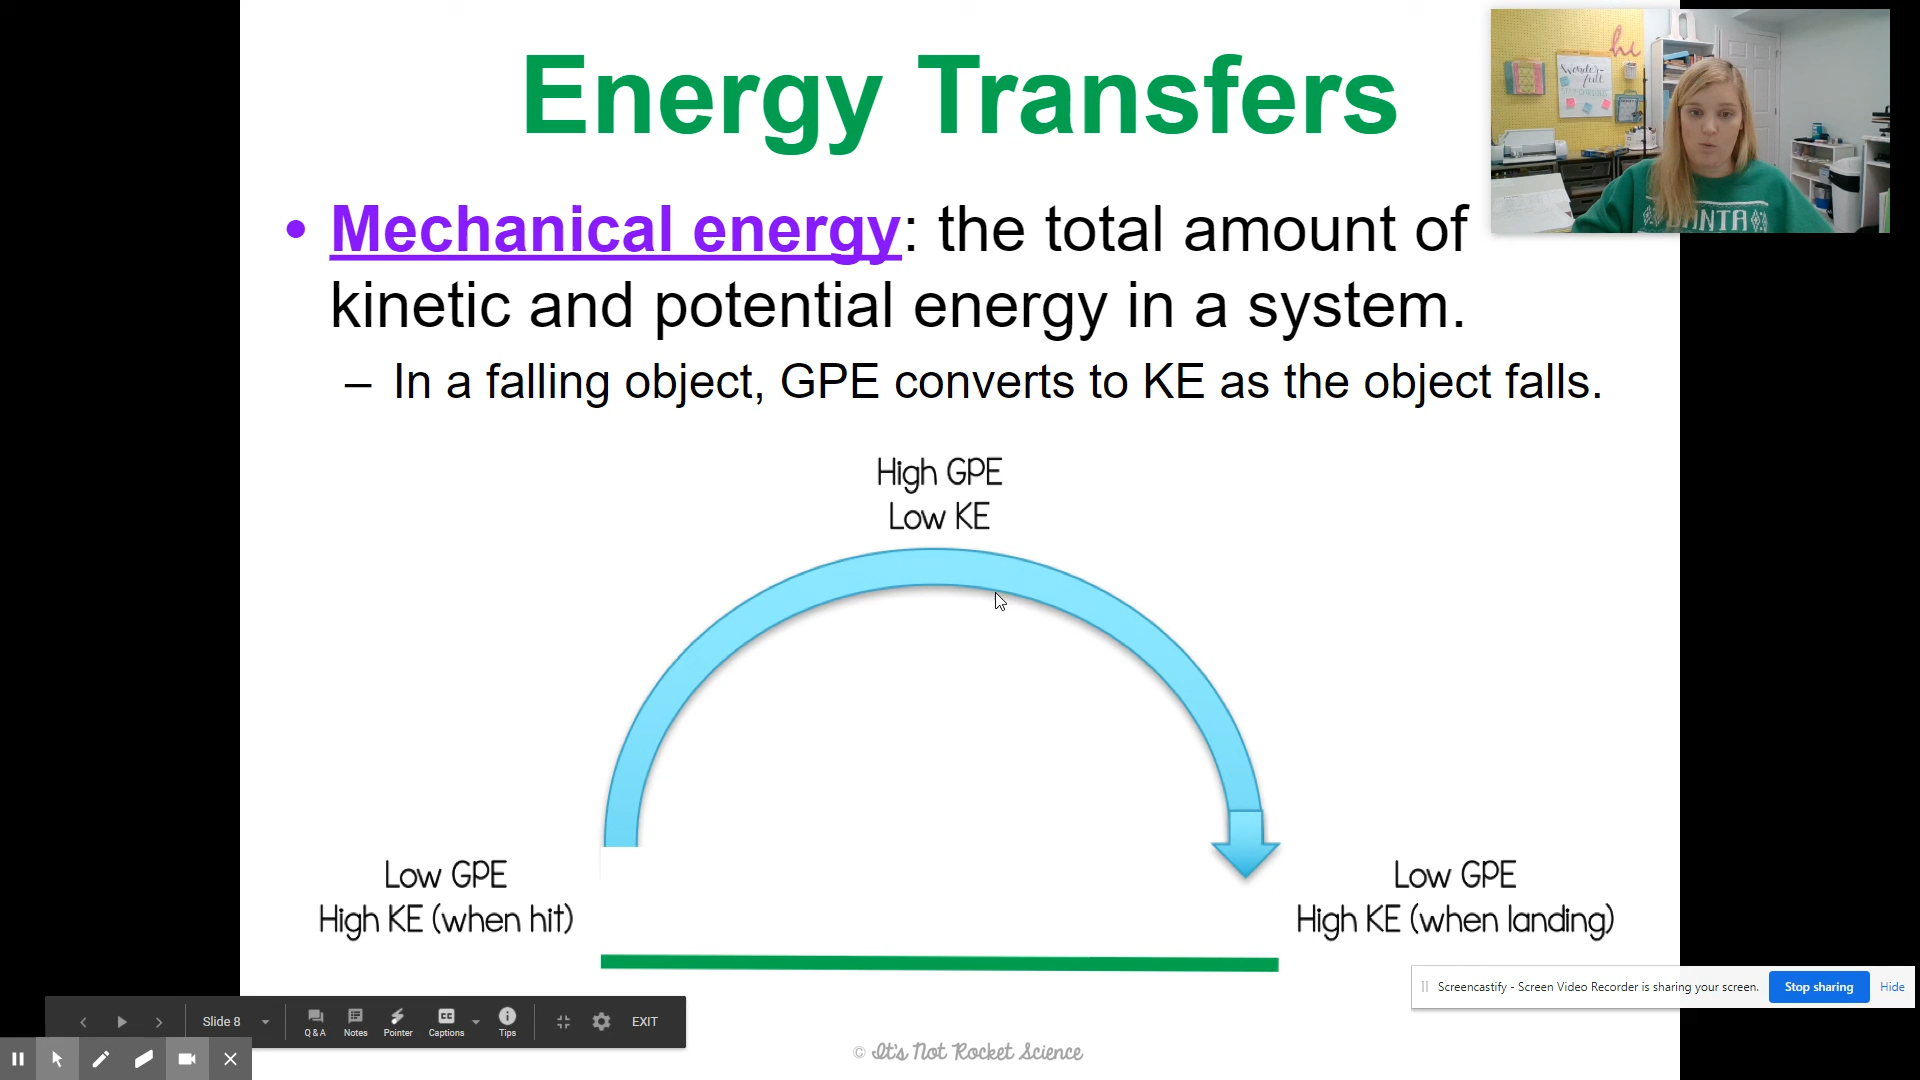 Energy Transfers
hi
• Mechanical energy: the total amount of
kinetic and potential energy in a system.
– In a falling object, GPE converts to KE as the object falls.
High GPE
Low KE
Low GPE
High KE (when hit)
Low GPE
High KE (when landing)
Screencastify - Screen Video Recorder is sharing your screen.
Stop sharing
Hide
Slide 8
Q & A
Notes
Pointer
CC
Captions
Tips
EXIT
© It's Not Rocket Science